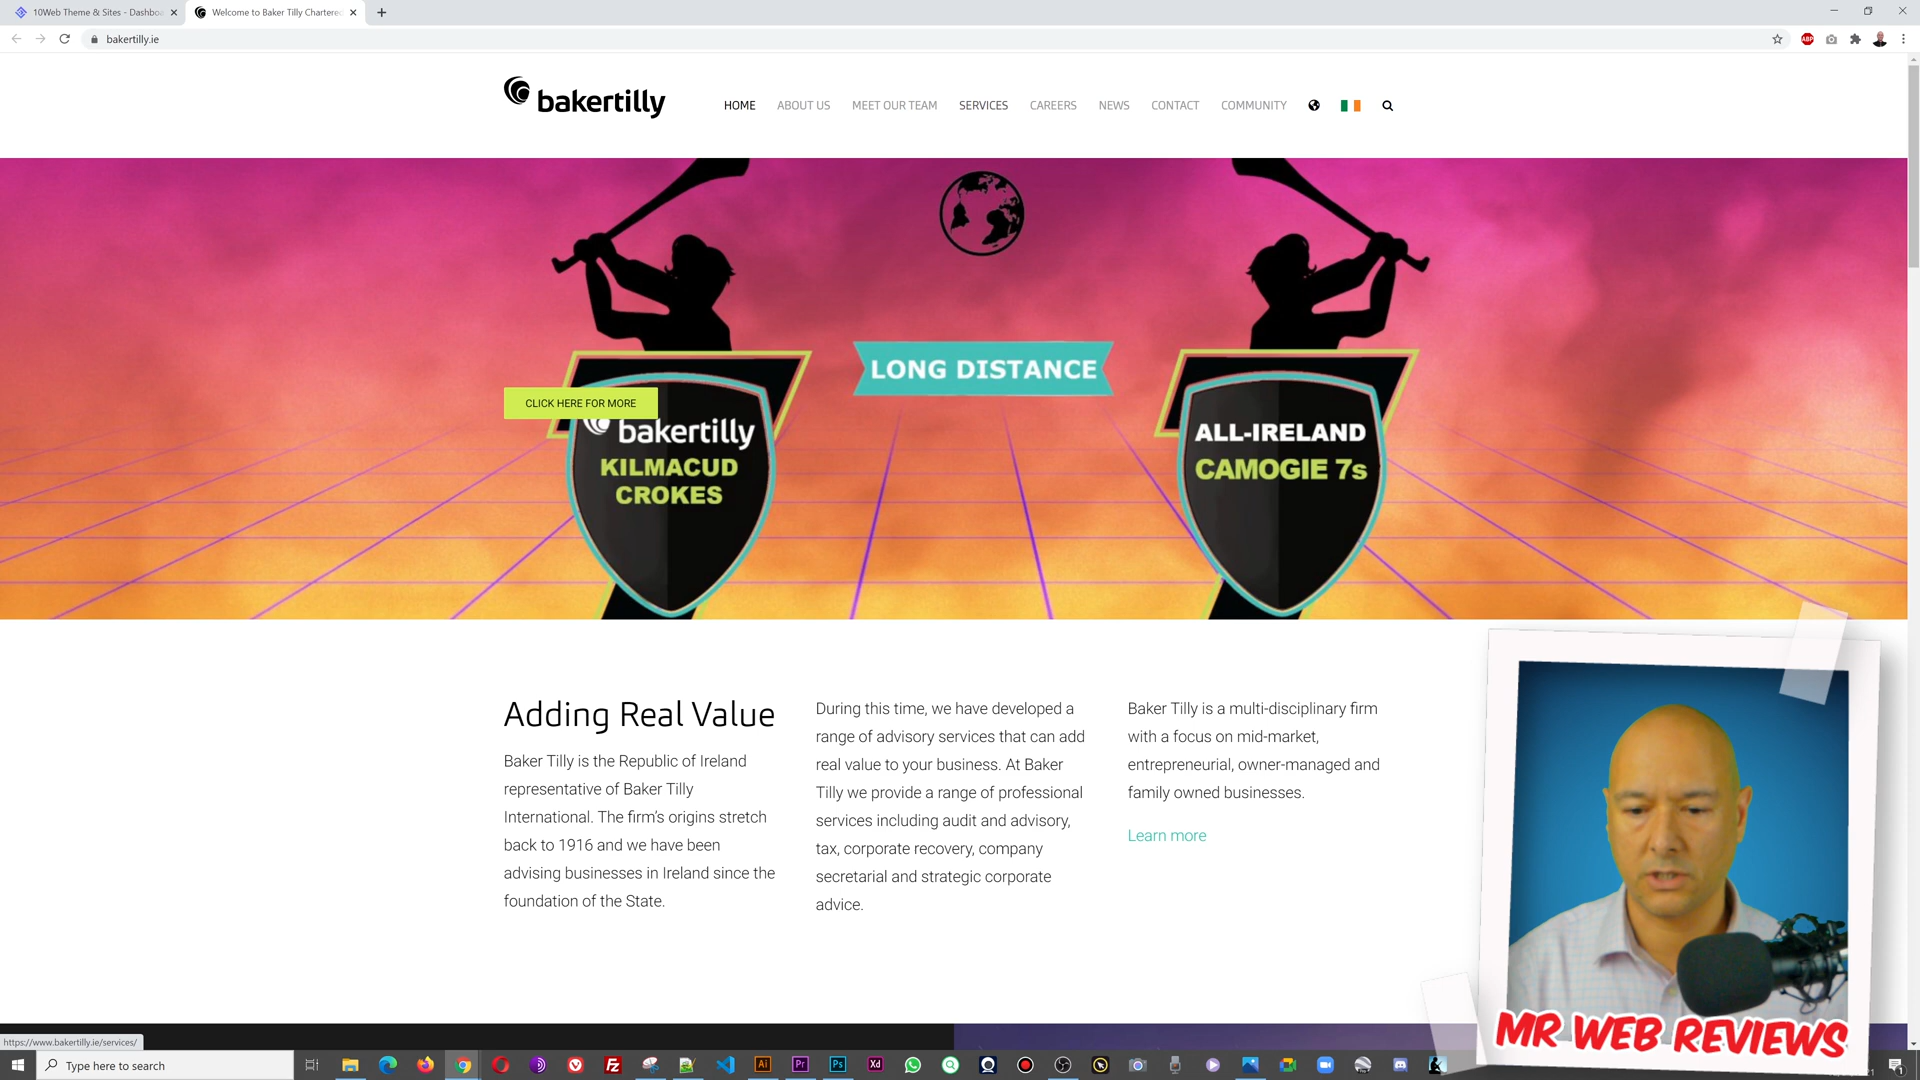 10Web Theme & Sites - Dashboa
Welcome to Baker Tilly Chartered
bakertilly.ie
ABP
bakertilly
HOME
ABOUT US
MEET OUR TEAM
SERVICES
CAREERS
NEWS
CONTACT
COMMUNITY
LONG DISTANCE
CLICK HERE FOR MORE
bakertilly
KILMACUD
CROKES
ALL-IRELAND
CAMOGIE 7s
Adding Real Value
Baker Tilly is the Republic of Ireland
representative of Baker Tilly
International. The firm's origins stretch
back to 1916 and we have been
advising businesses in Ireland since the
foundation of the State.
During this time, we have developed a
range of advisory services that can add
real value to your business. At Baker
Tilly we provide a range of professional
services including audit and advisory,
tax, corporate recovery, company
secretarial and strategic corporate
advice.
Baker Tilly is a multi-disciplinary firm
with a focus on mid-market,
entrepreneurial, owner-managed and
family owned businesses.
Learn more
MR WEB REVIEWS
https://www.bakertilly.ie/services/
Type here to search
Ai
Pr
Ps
Xd